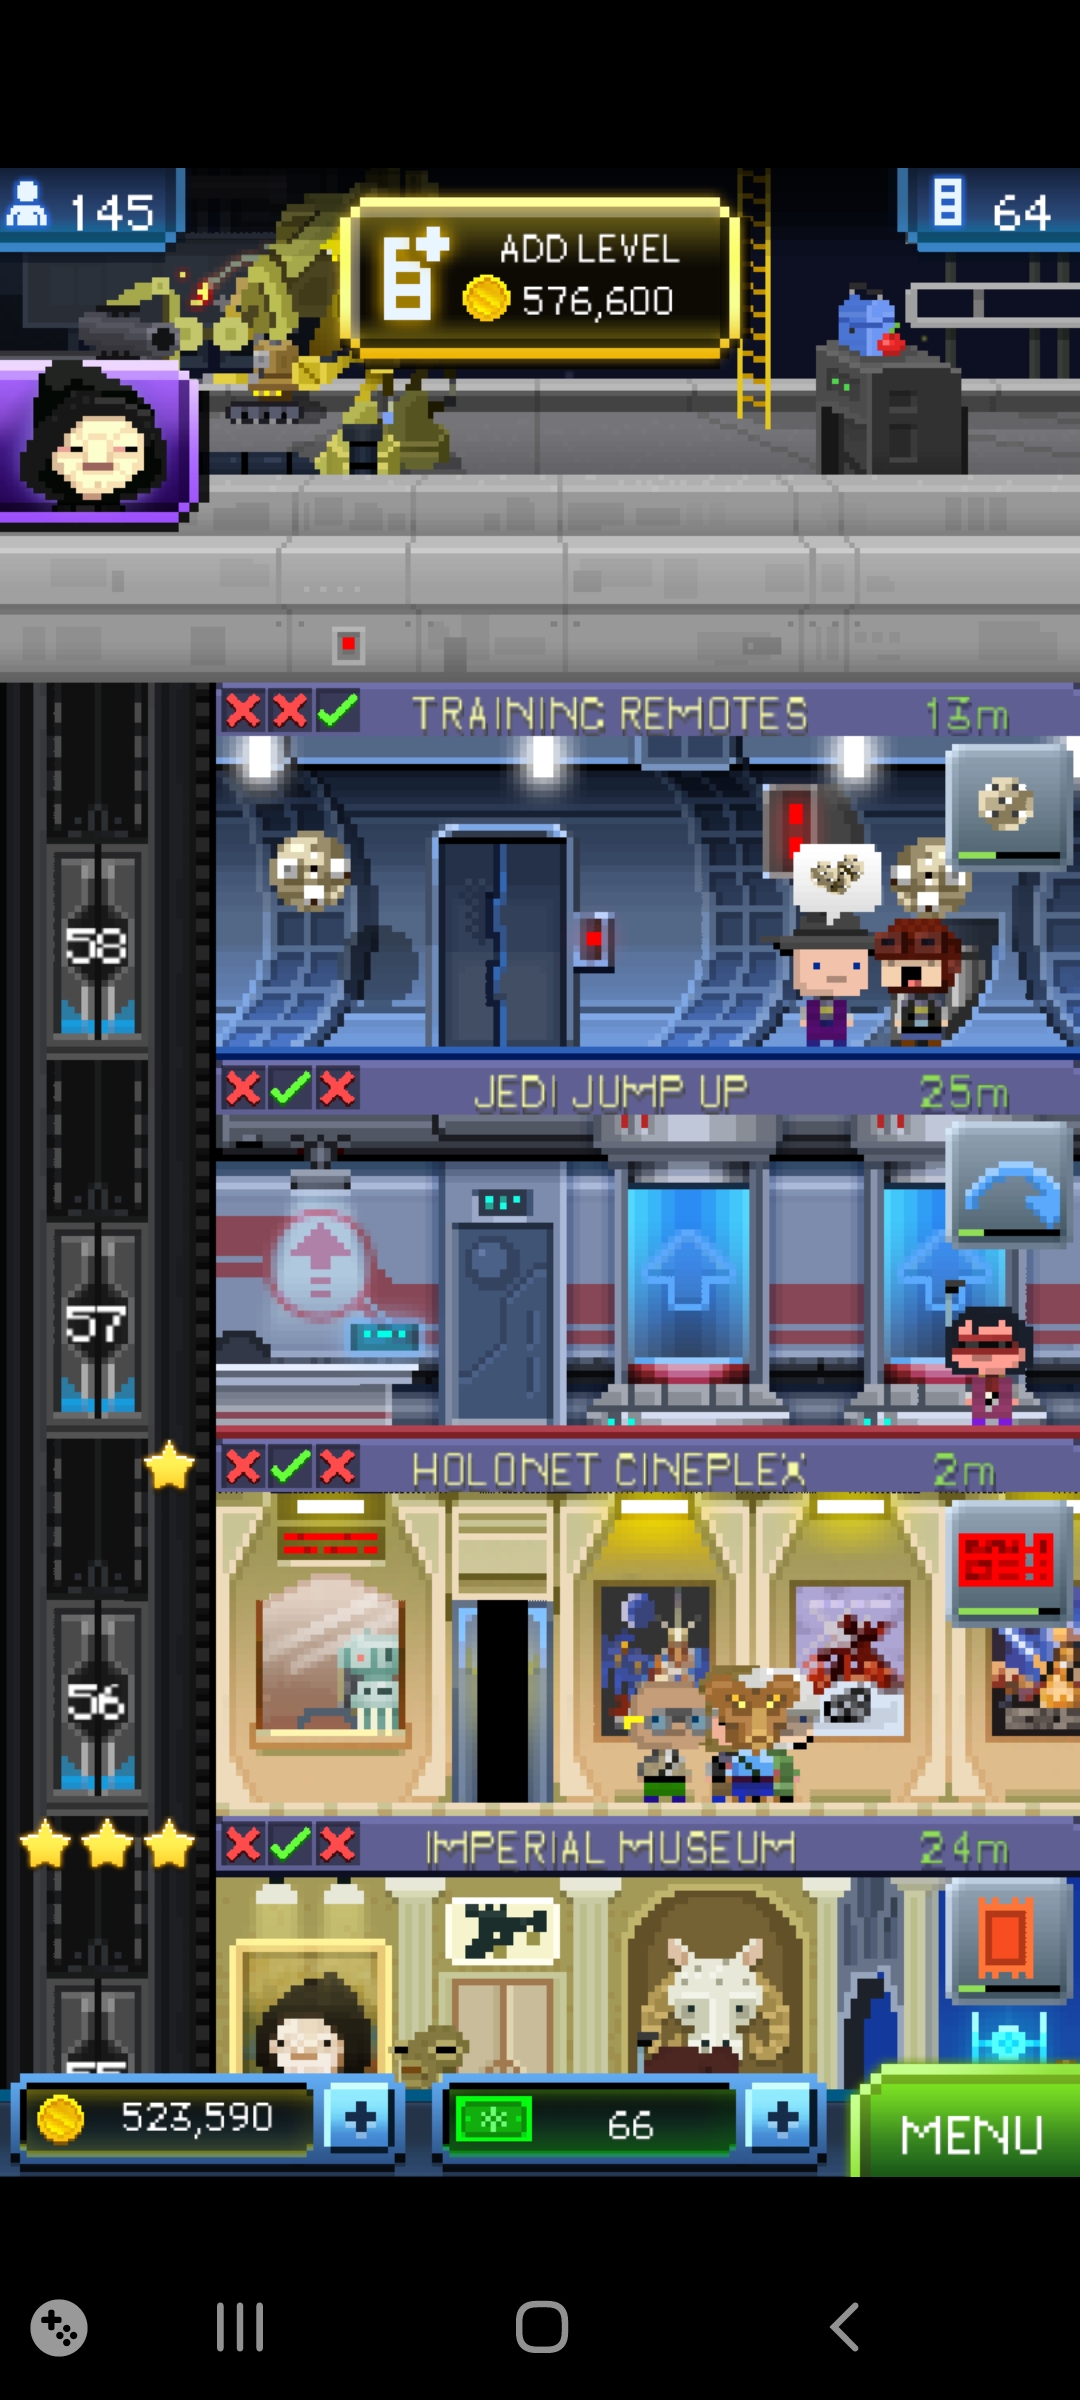 145
ADD LEVEL
576,600
64
TRAINING REMOTES
13m
58
JEDI JUMP UP
25m
57
HOLONET CINEPLEX
2m
56
IMPERIAL MUSEUM
24m
55
523,590
66
MENU